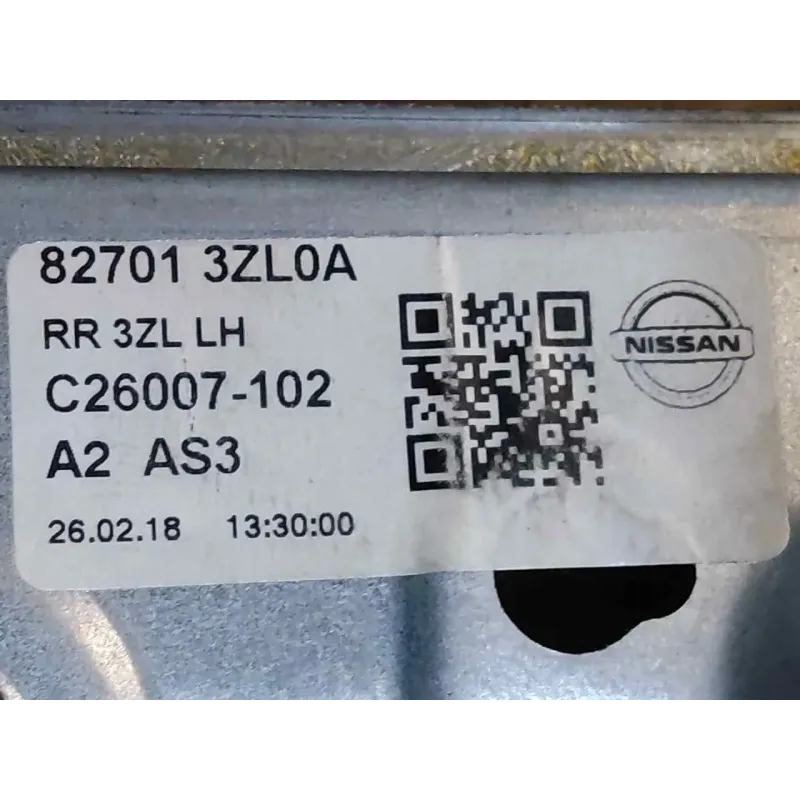 82701 3ZL0A
RR 3ZL LH
C26007-102
A2 AS3
26.02.18 13:30:00
NISSAN